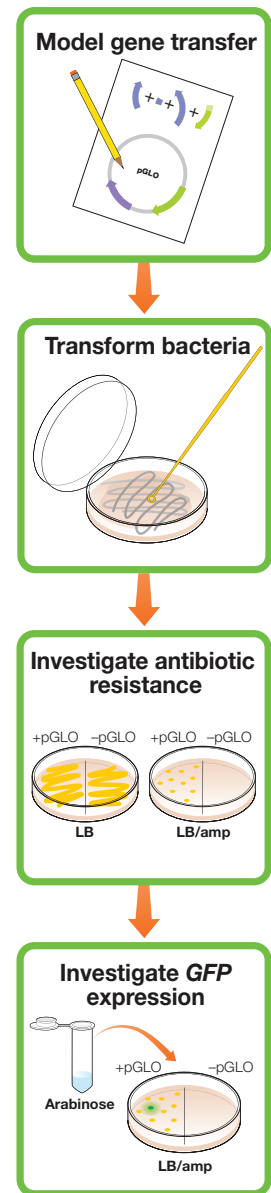 Model gene transfer
+ + +
pGLO
Transform bacteria
Investigate antibiotic
resistance
+pGLO –pGLO +pGLO –pGLO
LB LB/amp
Investigate GFP
expression
+pGLO –pGLO
Arabinose
LB/amp